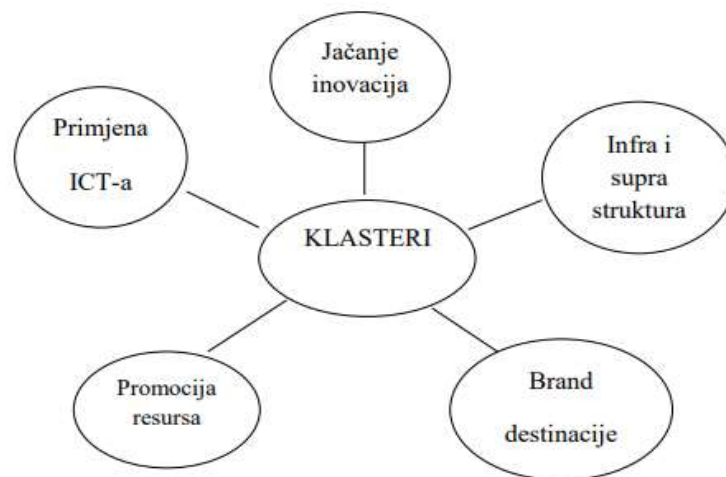 Jačanje
inovacija
Primjena
ICT-a
Infra i
supra
struktura
KLASTERI
Promocija
resursa
Brand
destinacije